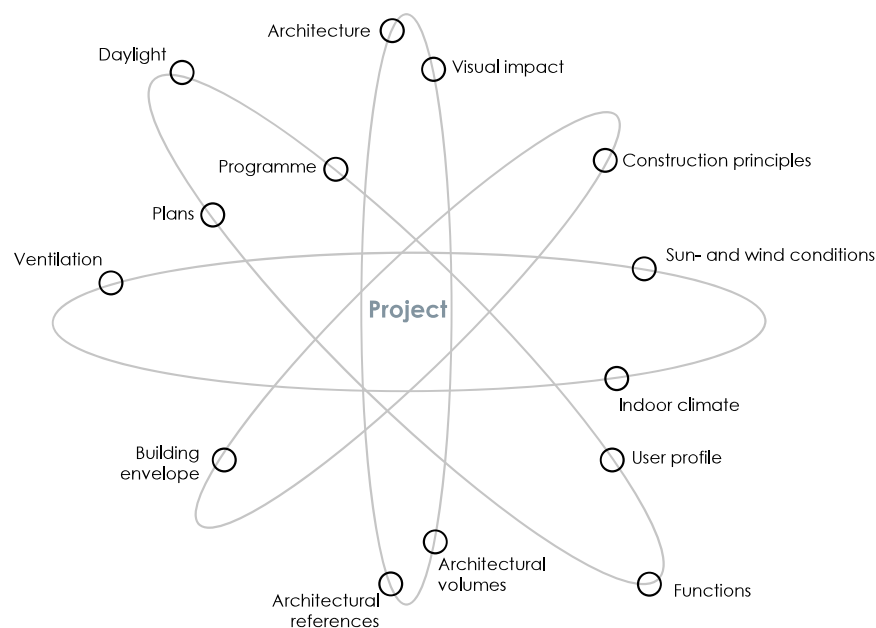 Architecture
Daylight
Visual impact
Construction principles
Programme
Plans
Ventilation
Sun- and wind conditions
Project
Indoor climate
Building
envelope
User profile
Architectural
volumes
Functions
Architectural
references